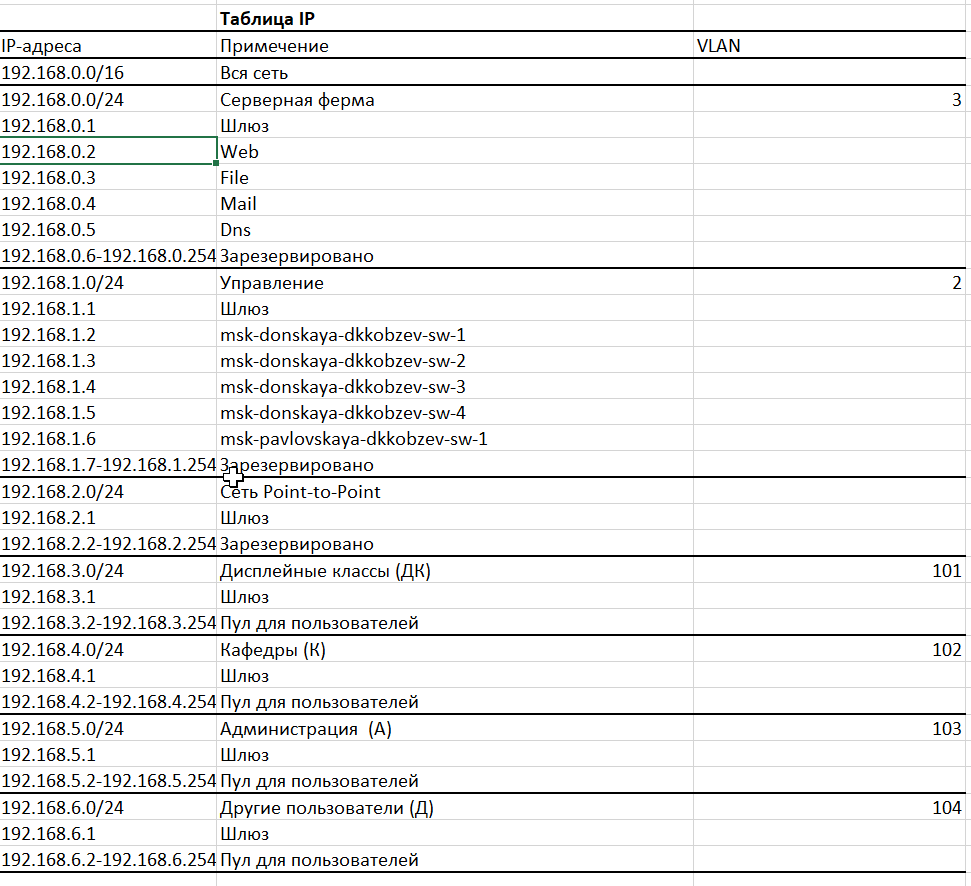 Таблица IP
IP-адреса Примечение VLAN
192.168.0.0/16 Вся сеть
192.168.0.0/24 Серверная ферма 3
192.168.0.1 Шлюз
192.168.0.2 Web
192.168.0.3 File
192.168.0.4 Mail
192.168.0.5 Dns
192.168.0.6-192.168.0.254 Зарезервировано
192.168.1.0/24 Управление 2
192.168.1.1 Шлюз
192.168.1.2 msk-donskaya-dkkobzev-sw-1
192.168.1.3 msk-donskaya-dkkobzev-sw-2
192.168.1.4 msk-donskaya-dkkobzev-sw-3
192.168.1.5 msk-donskaya-dkkobzev-sw-4
192.168.1.6 msk-pavlovskaya-dkkobzev-sw-1
192.168.1.7-192.168.1.254 Зарезервировано
192.168.2.0/24 Сеть Point-to-Point
192.168.2.1 Шлюз
192.168.2.2-192.168.2.254 Зарезервировано
192.168.3.0/24 Дисплейные классы (ДК) 101
192.168.3.1 Шлюз
192.168.3.2-192.168.3.254 Пул для пользователей
192.168.4.0/24 Кафедры (К) 102
192.168.4.1 Шлюз
192.168.4.2-192.168.4.254 Пул для пользователей
192.168.5.0/24 Администрация  (А) 103
192.168.5.1 Шлюз
192.168.5.2-192.168.5.254 Пул для пользователей
192.168.6.0/24 Другие пользователи (Д) 104
192.168.6.1 Шлюз
192.168.6.2-192.168.6.254 Пул для пользователей